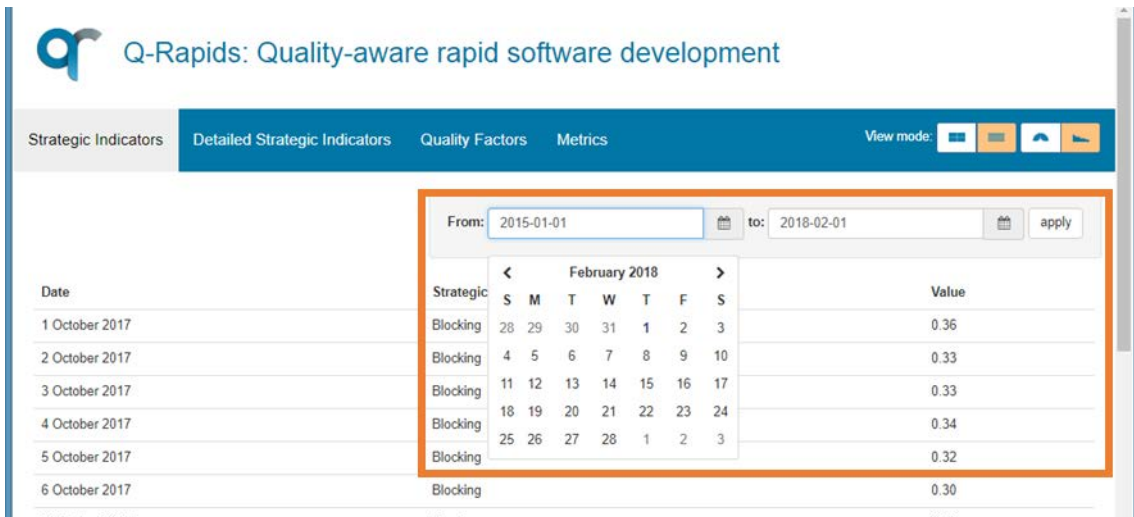 qr Q-Rapids: Quality-aware rapid software development
Strategic Indicators Detailed Strategic Indicators Quality Factors Metrics View mode:
From: 2015-01-01 to: 2018-02-01 apply
February 2018
Date Strategic Value
S M T W T F S
1 October 2017 Blocking 0.36
28 29 30 31 1 2 3
2 October 2017 Blocking 0.33
4 5 6 7 8 9 10
3 October 2017 Blocking 0.33
11 12 13 14 15 16 17
4 October 2017 Blocking 0.34
18 19 20 21 22 23 24
25 26 27 28 1 2 3
5 October 2017 Blocking 0.32
6 October 2017 Blocking 0.30